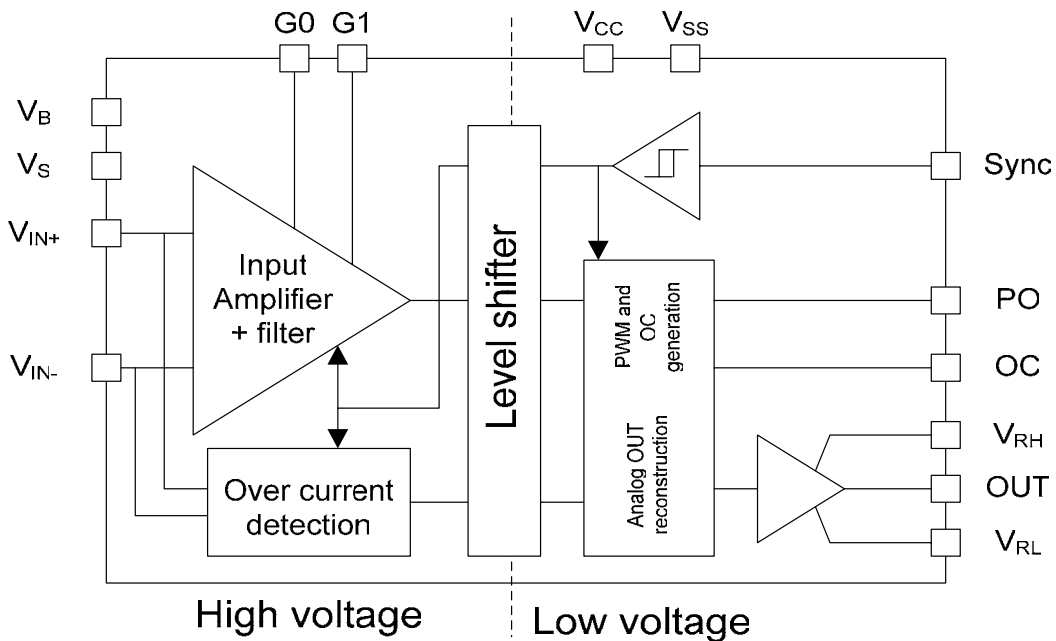 G0 G1 VCC VSS
VB
VS
Sync
VIN+
Input
Amplifier
+ filter
Level shifter
PWM and
OC
generation
PO
VIN-
OC
Over current
detection
Analog OUT
reconstruction
VRH
OUT
VRL
High voltage
Low voltage